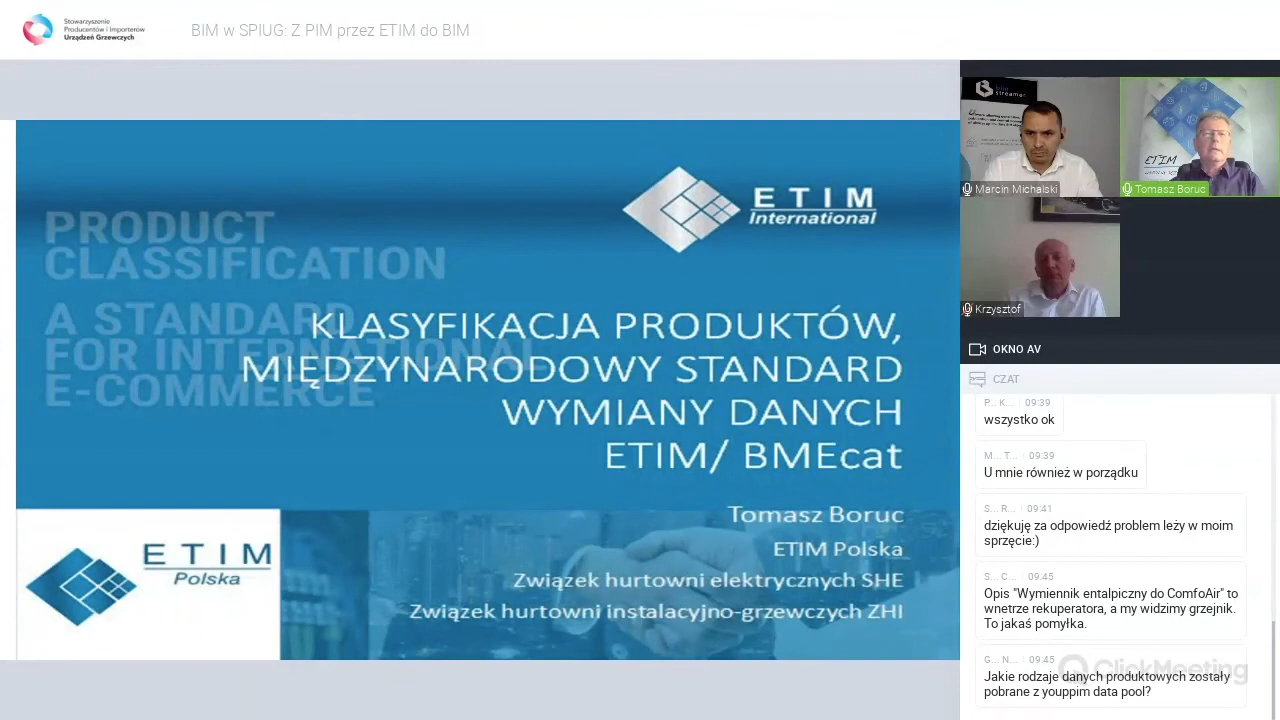 Stowarzyszenie
Producentów i Importerów
Urządzeń Grzewczych
BIM w SPIUG: Z PIM przez ETIM do BIM
PRODUCT
CLASSIFICATION
A STANDARD
FOR INTERNATIONAL
E-COMMERCE
ETIM
International
KLASYFIKACJA PRODUKTÓW,
MIĘDZYNARODOWY STANDARD
WYMIANY DANYCH
ETIM/ BMEcat
Tomasz Boruc
ETIM Polska
Związek hurtowni elektrycznych SHE
Związek hurtowni instalacyjno-grzewczych ZHI
ETIM
Polska
bim
streamer
Marcin Michalski
ETIM
Tomasz Boruc
Krzysztof
OKNO AV
CZAT
P... K... 09:39
wszystko ok
M... T... 09:39
U mnie również w porządku
S... R... 09:41
dziękuję za odpowiedź problem leży w moim
sprzęcie:)
S... C... 09:45
Opis "Wymiennik entalpiczny do ComfoAir" to
wnetrze rekuperatora, a my widzimy grzejnik.
To jakaś pomyłka.
G... N... 09:45
Jakie rodzaje danych produktowych zostały
pobrane z youppim data pool?
ClickMeeting